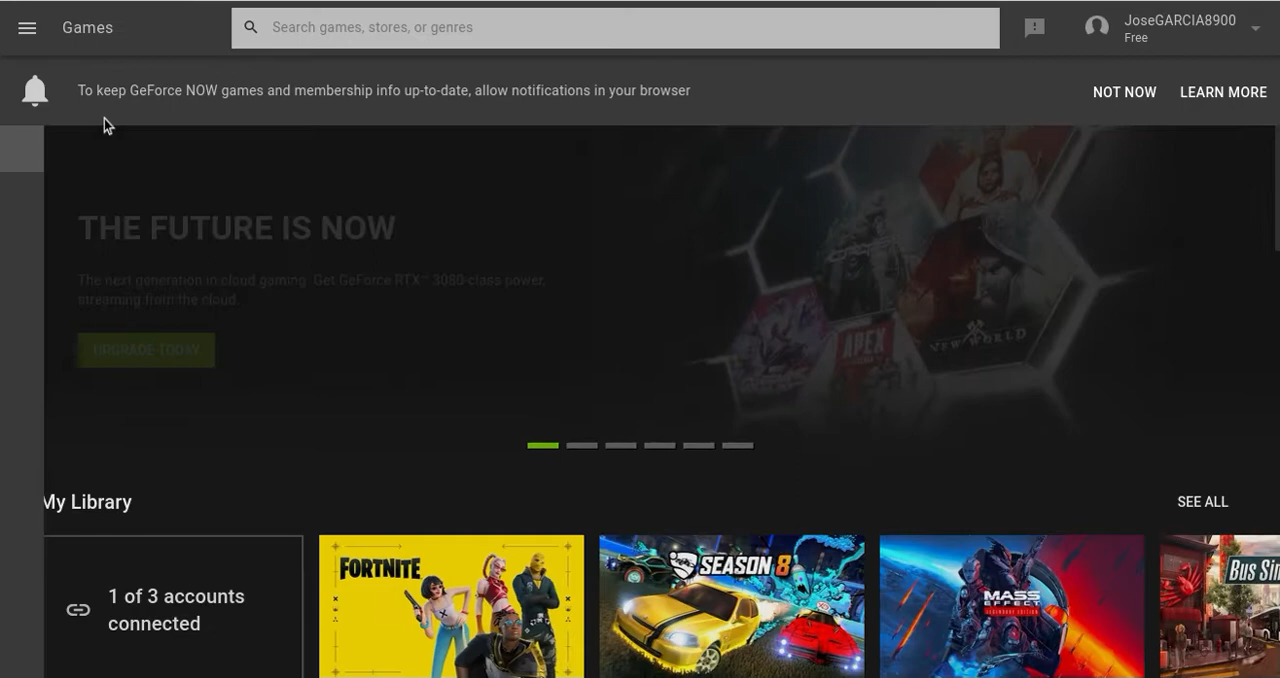 Games
Search games, stores, or genres
JoseGARCIA8900
Free
To keep GeForce NOW games and membership info up-to-date, allow notifications in your browser
NOT NOW
LEARN MORE
THE FUTURE IS NOW
The next generation in cloud gaming. Get GeForce RTX™ 3080-class power,
streaming from the cloud.
UPGRADE TODAY
APEX
NEW WORLD
My Library
SEE ALL
1 of 3 accounts
connected
FORTNITE
SEASON 8
MASS
EFFECT
LEGENDARY EDITION
Bus Sim